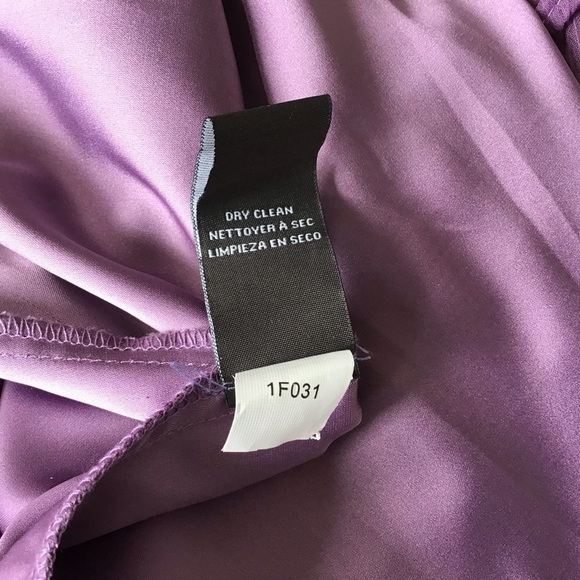 DRY CLEAN
NETTOYER À SEC
LIMPIEZA EN SECO
1F031